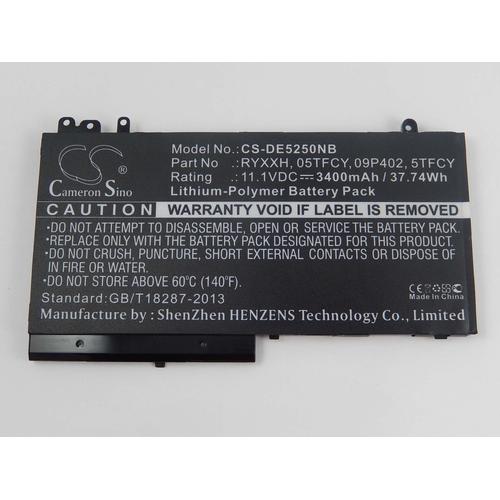 Cameron Sino
Model No.:CS-DE5250NB
Part No     : RYXXH, 05TFCY, 09P402, 5TFCY
Rating       : 11.1VDC⎓3400mAh / 37.74Wh
Lithium-Polymer Battery Pack
CAUTION WARRANTY VOID IF LABEL IS REMOVED
•DO NOT ATTEMPT TO DISASSEMBLE, OPEN OR SERVICE BATTERY
•REPLACE ONLY WITH BATTERY DESIGNATED FOR THIS PRODUCT.
•DO NOT CRUSH, PUNCTURE, SHORT EXTERNAL CONTACTS OR DISPOSE OF
IN FIRE OR WATER
•DO NOT STORE ABOVE 60°C (140°F)
Standard:GB/T18287-2013
CE FC
Made In China
Manufacture by : ShenZhen HENZENS Technology Co., Limited